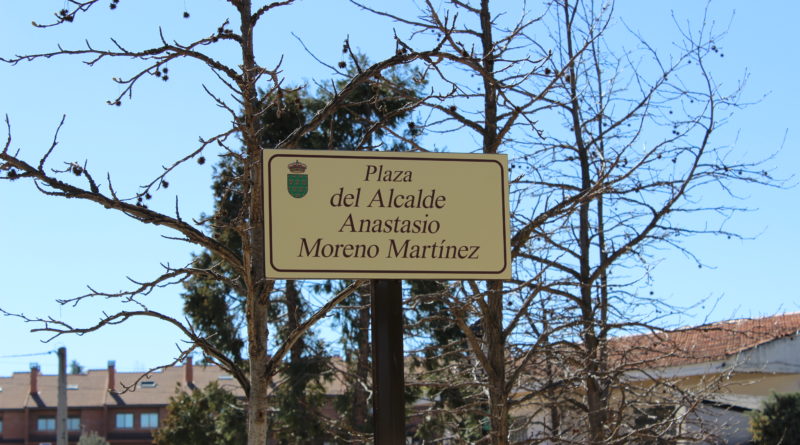 Plaza
del Alcalde
Anastasio
Moreno Martínez